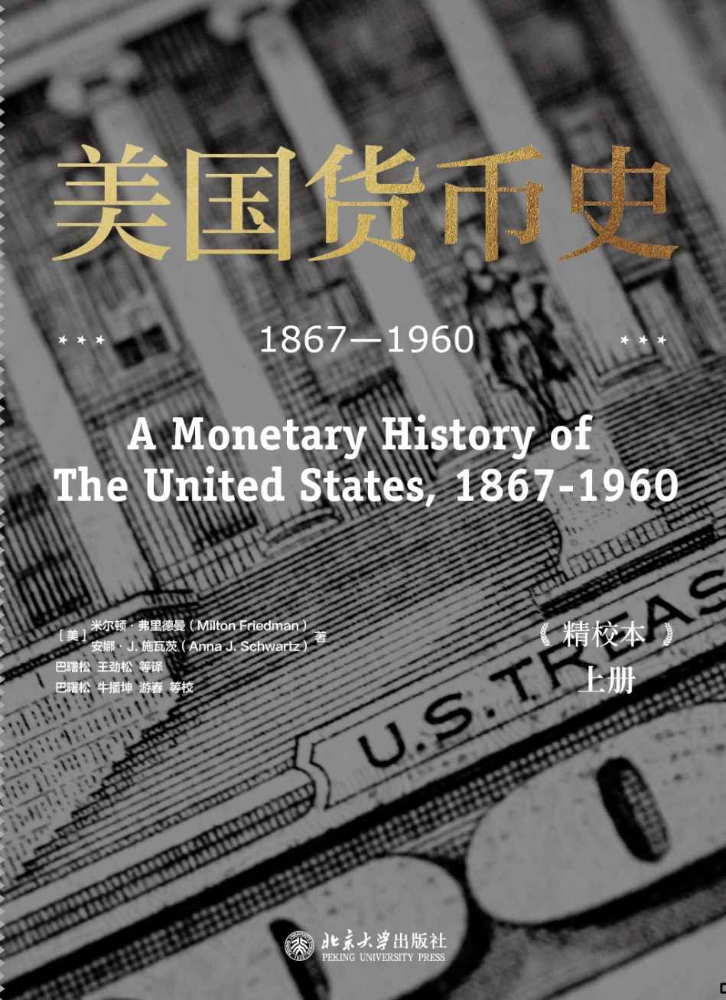 美国货币史
1867—1960
A Monetary History of
The United States, 1867-1960
[美] 米尔顿·弗里德曼（Milton Friedman）
安娜·J. 施瓦茨（Anna J. Schwartz） 著
巴曙松 王劲松 等译
巴曙松 牛播坤 游春 等校
《精校本》
上册
U.S. TREAS
北京大学出版社
PEKING UNIVERSITY PRESS